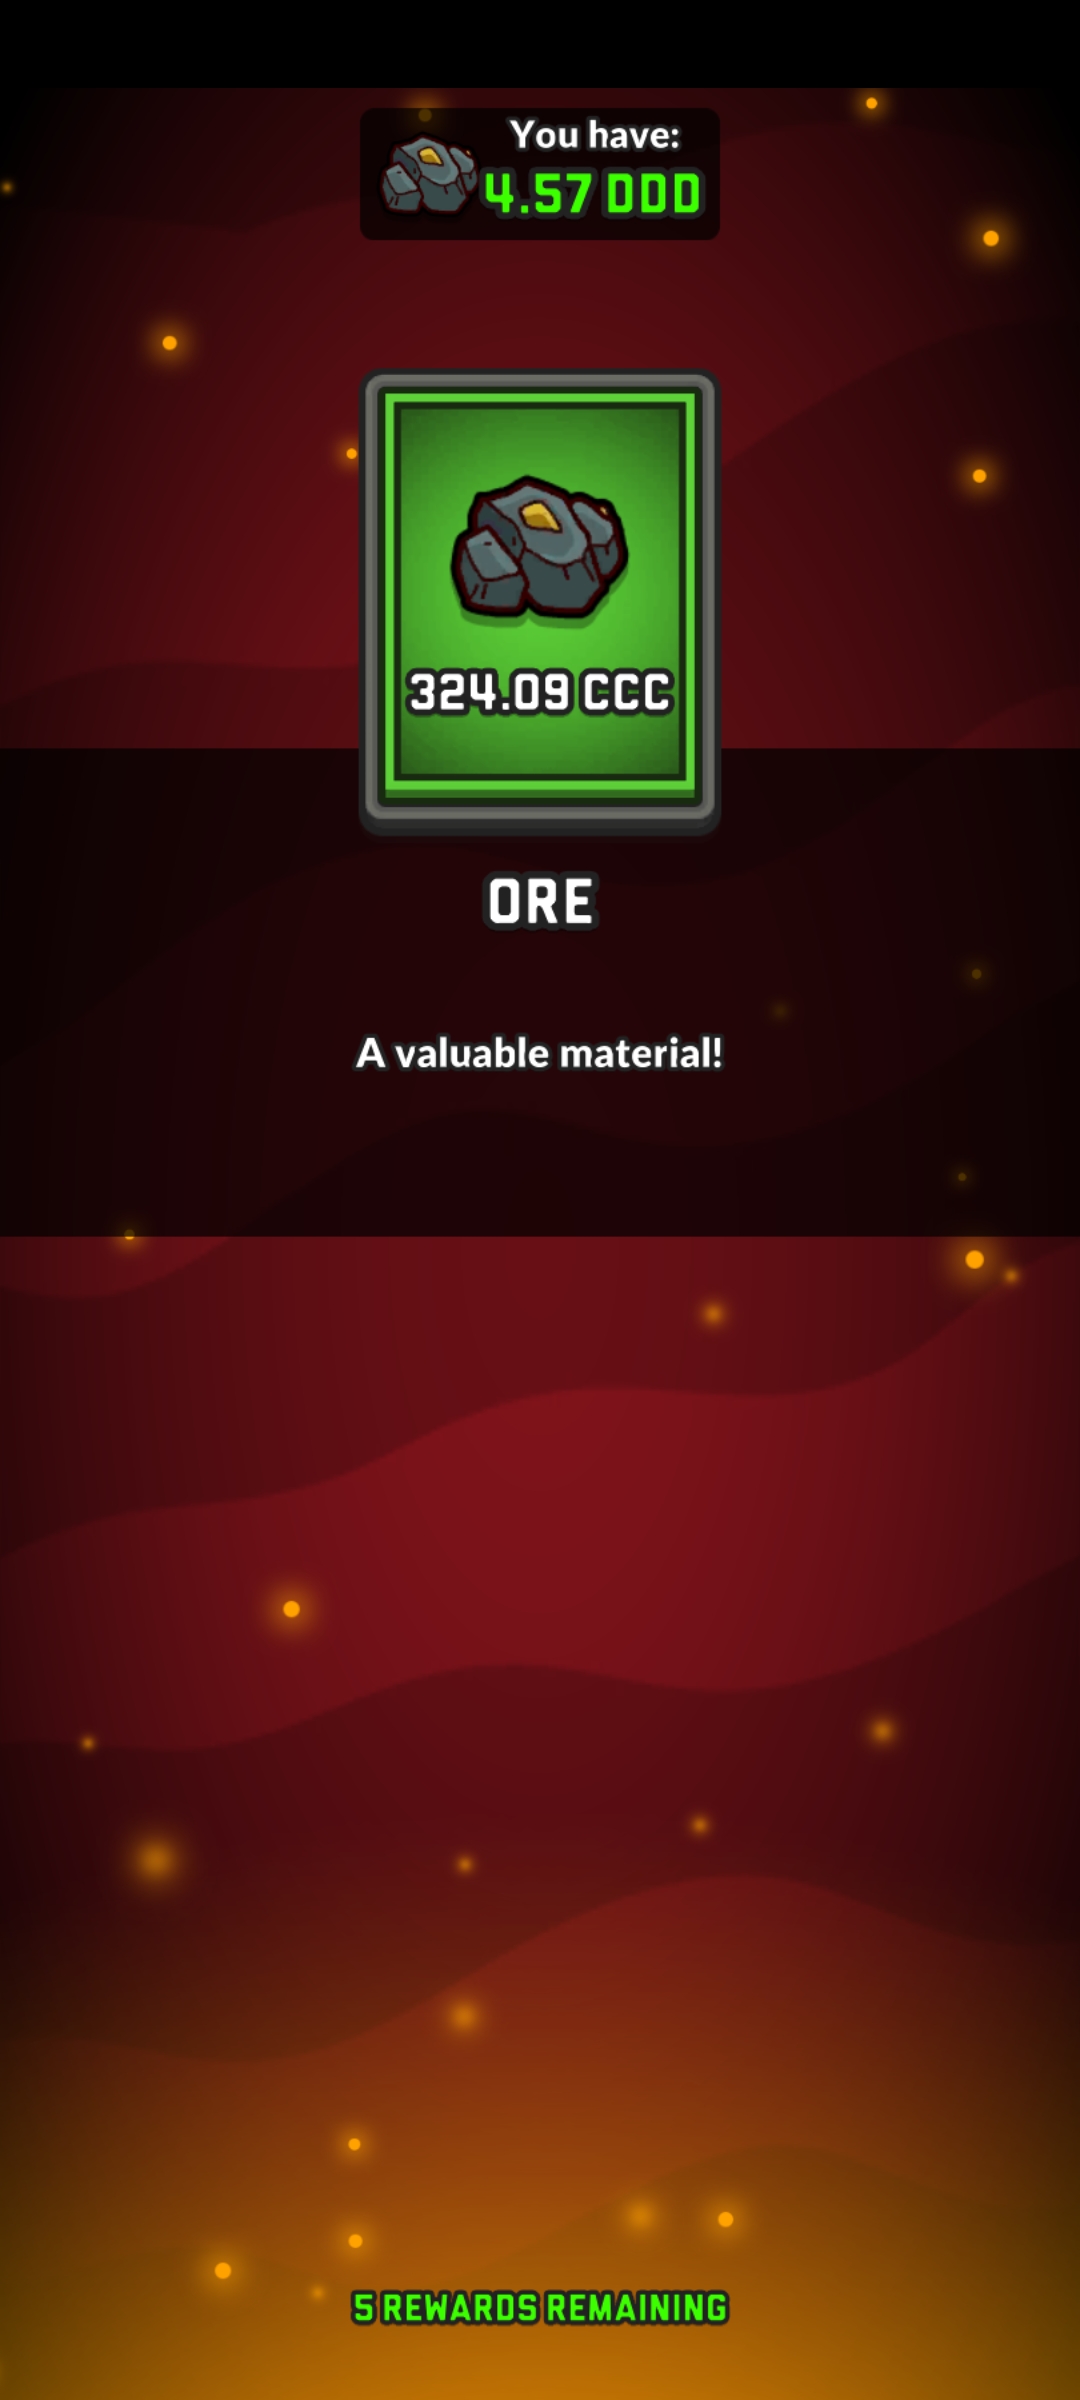 You have:
4.57 DDD
324.09 CCC
ORE
A valuable material!
5 REWARDS REMAINING